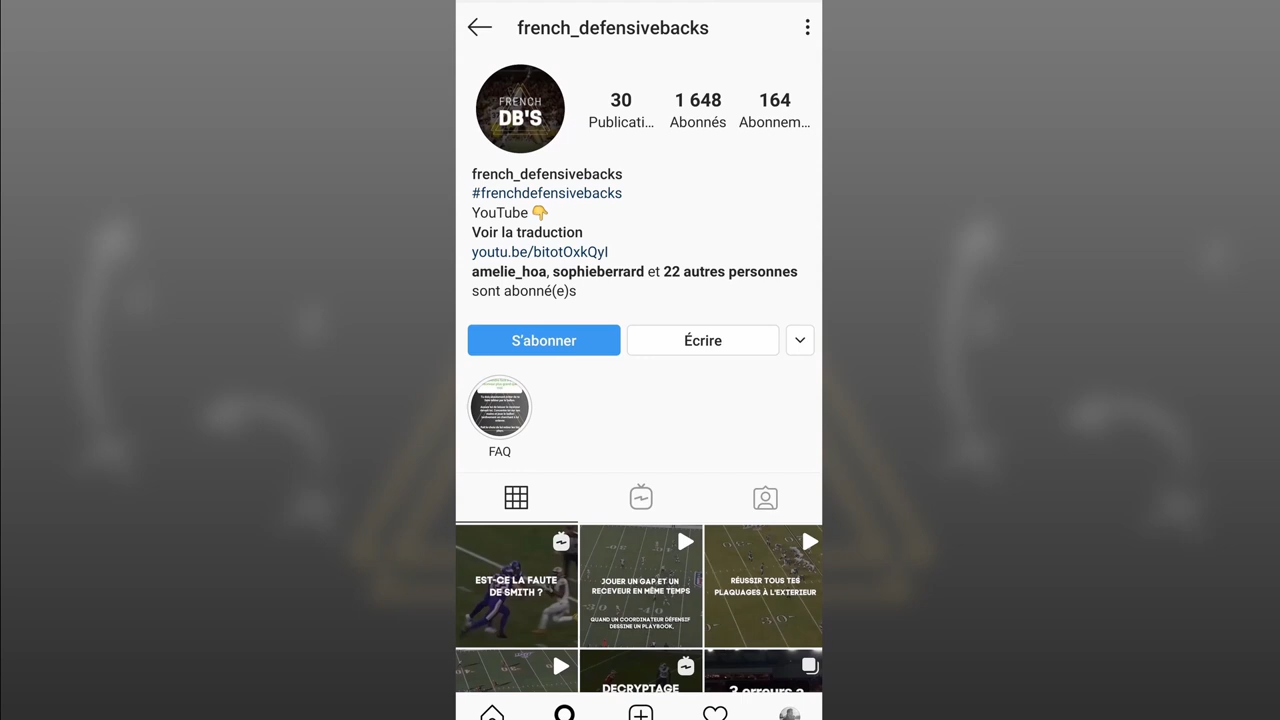 french_defensivebacks
FRENCH
DB'S
30
Publicati...
1 648
Abonnés
164
Abonnem...
french_defensivebacks
#frenchdefensivebacks
YouTube 👇
Voir la traduction
youtu.be/bitotOxkQyI
amelie_hoa, sophieberrard et 22 autres personnes
sont abonné(e)s
S'abonner
Écrire
FAQ
EST-CE LA FAUTE
DE SMITH ?
JOUER UN GAP ET UN
RECEVEUR EN MÊME TEMPS
QUAND UN COORDINATEUR DÉFENSIF
DESSINE UN PLAYBOOK,
RÉUSSIR TOUS TES
PLAQUAGES À L'EXTERIEUR
DECRYPTAGE
3 erreurs à